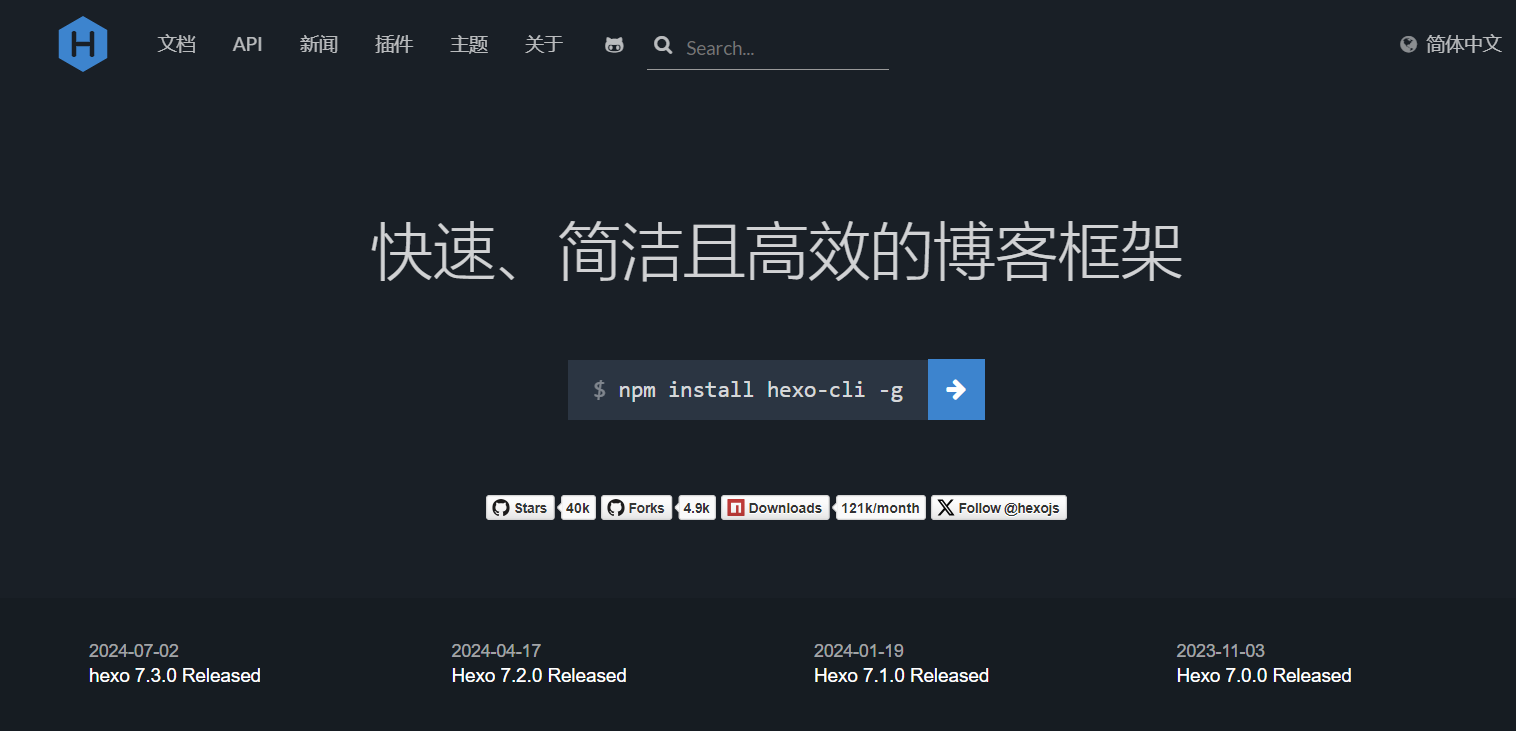 H 文档 API 新闻 插件 主题 关于 Search... 简体中文
快速、简洁且高效的博客框架
$ npm install hexo-cli -g
Stars 40k Forks 4.9k n Downloads 121k/month X Follow @hexojs
2024-07-02 2024-04-17 2024-01-19 2023-11-03
hexo 7.3.0 Released Hexo 7.2.0 Released Hexo 7.1.0 Released Hexo 7.0.0 Released